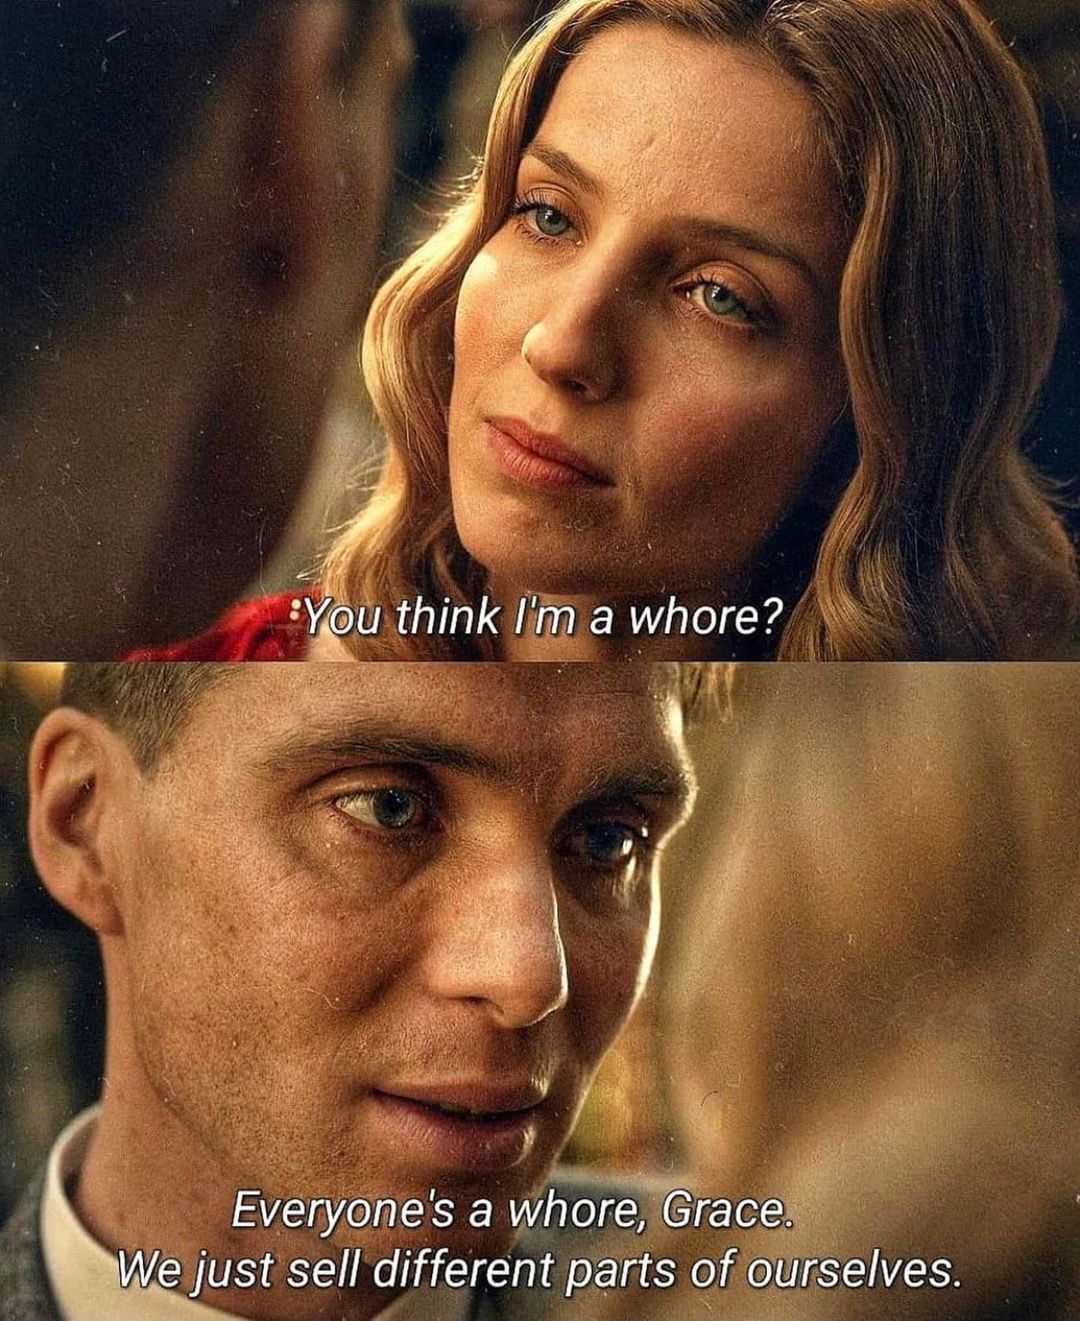 :You think I'm a whore?
Everyone's a whore, Grace.
We just sell different parts of ourselves.